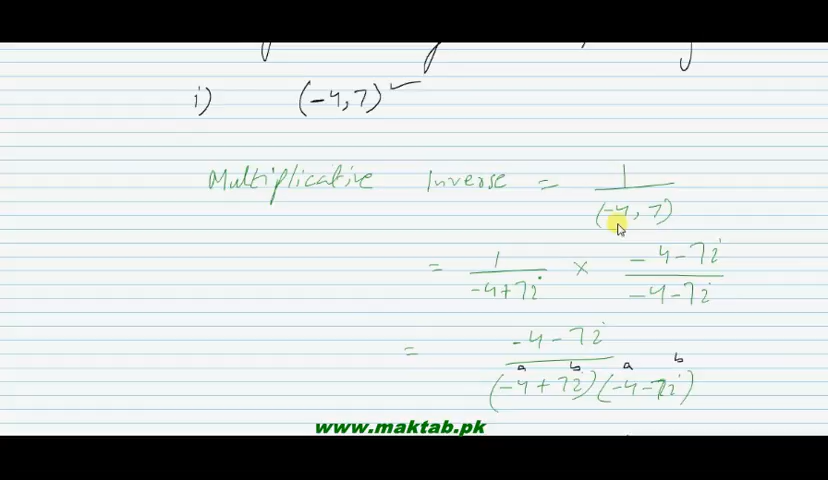 i) (-4, 7) ✓
Multiplicative Inverse = 1 / (-4, 7)
= 1 / -4+7i × -4-7i / -4-7i
= -4-7i / (-4+7i)(-4-7i)
a b a b
www.maktab.pk